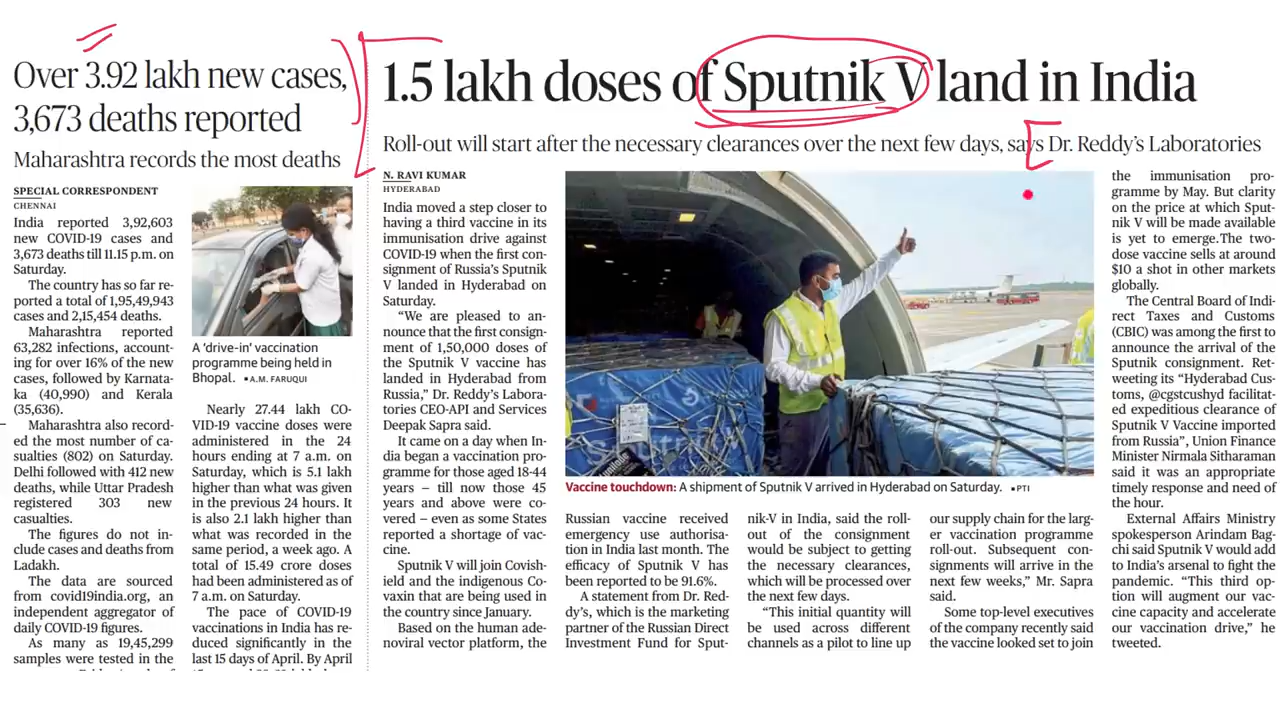 Over 3.92 lakh new cases,
3,673 deaths reported
Maharashtra records the most deaths
SPECIAL CORRESPONDENT
CHENNAI
India reported 3,92,603
new COVID-19 cases and
3,673 deaths till 11.15 p.m. on
Saturday.
The country has so far re-
ported a total of 1,95,49,943
cases and 2,15,454 deaths.
Maharashtra reported
63,282 infections, account-
ing for over 16% of the new
cases, followed by Karnata-
ka (40,990) and Kerala
(35,636).
Maharashtra also record-
ed the most number of ca-
sualties (802) on Saturday.
Delhi followed with 412 new
deaths, while Uttar Pradesh
registered 303 new
casualties.
The figures do not in-
clude cases and deaths from
Ladakh.
The data are sourced
from covid19india.org, an
independent aggregator of
daily COVID-19 figures.
As many as 19,45,299
samples were tested in the
A 'drive-in' vaccination
programme being held in
Bhopal. ▪ A.M. FARUQUI
Nearly 27.44 lakh CO-
VID-19 vaccine doses were
administered in the 24
hours ending at 7 a.m. on
Saturday, which is 5.1 lakh
higher than what was given
in the previous 24 hours. It
is also 2.1 lakh higher than
what was recorded in the
same period, a week ago. A
total of 15.49 crore doses
had been administered as of
7 a.m. on Saturday.
The pace of COVID-19
vaccinations in India has re-
duced significantly in the
last 15 days of April. By April
1.5 lakh doses of Sputnik V land in India
Roll-out will start after the necessary clearances over the next few days, says Dr. Reddy's Laboratories
N. RAVI KUMAR
HYDERABAD
India moved a step closer to
having a third vaccine in its
immunisation drive against
COVID-19 when the first con-
signment of Russia's Sputnik
V landed in Hyderabad on
Saturday.
"We are pleased to an-
nounce that the first consign-
ment of 1,50,000 doses of
the Sputnik V vaccine has
landed in Hyderabad from
Russia," Dr. Reddy's Labora-
tories CEO-API and Services
Deepak Sapra said.
It came on a day when In-
dia began a vaccination pro-
gramme for those aged 18-44
years – till now those 45
years and above were co-
vered – even as some States
reported a shortage of vac-
cine.
Sputnik V will join Covish-
ield and the indigenous Co-
vaxin that are being used in
the country since January.
Based on the human ade-
noviral vector platform, the
Vaccine touchdown: A shipment of Sputnik V arrived in Hyderabad on Saturday. ▪ PTI
Russian vaccine received
emergency use authorisa-
tion in India last month. The
efficacy of Sputnik V has
been reported to be 91.6%.
A statement from Dr. Red-
dy's, which is the marketing
partner of the Russian Direct
Investment Fund for Sput-
nik-V in India, said the roll-
out of the consignment
would be subject to getting
the necessary clearances,
which will be processed over
the next few days.
"This initial quantity will
be used across different
channels as a pilot to line up
our supply chain for the larg-
er vaccination programme
roll-out. Subsequent con-
signments will arrive in the
next few weeks," Mr. Sapra
said.
Some top-level executives
of the company recently said
the vaccine looked set to join
the immunisation pro-
gramme by May. But clarity
on the price at which Sput-
nik V will be made available
is yet to emerge.The two-
dose vaccine sells at around
$10 a shot in other markets
globally.
The Central Board of Indi-
rect Taxes and Customs
(CBIC) was among the first to
announce the arrival of the
Sputnik consignment. Ret-
weeting its "Hyderabad Cus-
toms, @cgstcushyd facilitat-
ed expeditious clearance of
Sputnik V Vaccine imported
from Russia", Union Finance
Minister Nirmala Sitharaman
said it was an appropriate
timely response and need of
the hour.
External Affairs Ministry
spokesperson Arindam Bag-
chi said Sputnik V would add
to India's arsenal to fight the
pandemic. "This third op-
tion will augment our vac-
cine capacity and accelerate
our vaccination drive," he
tweeted.